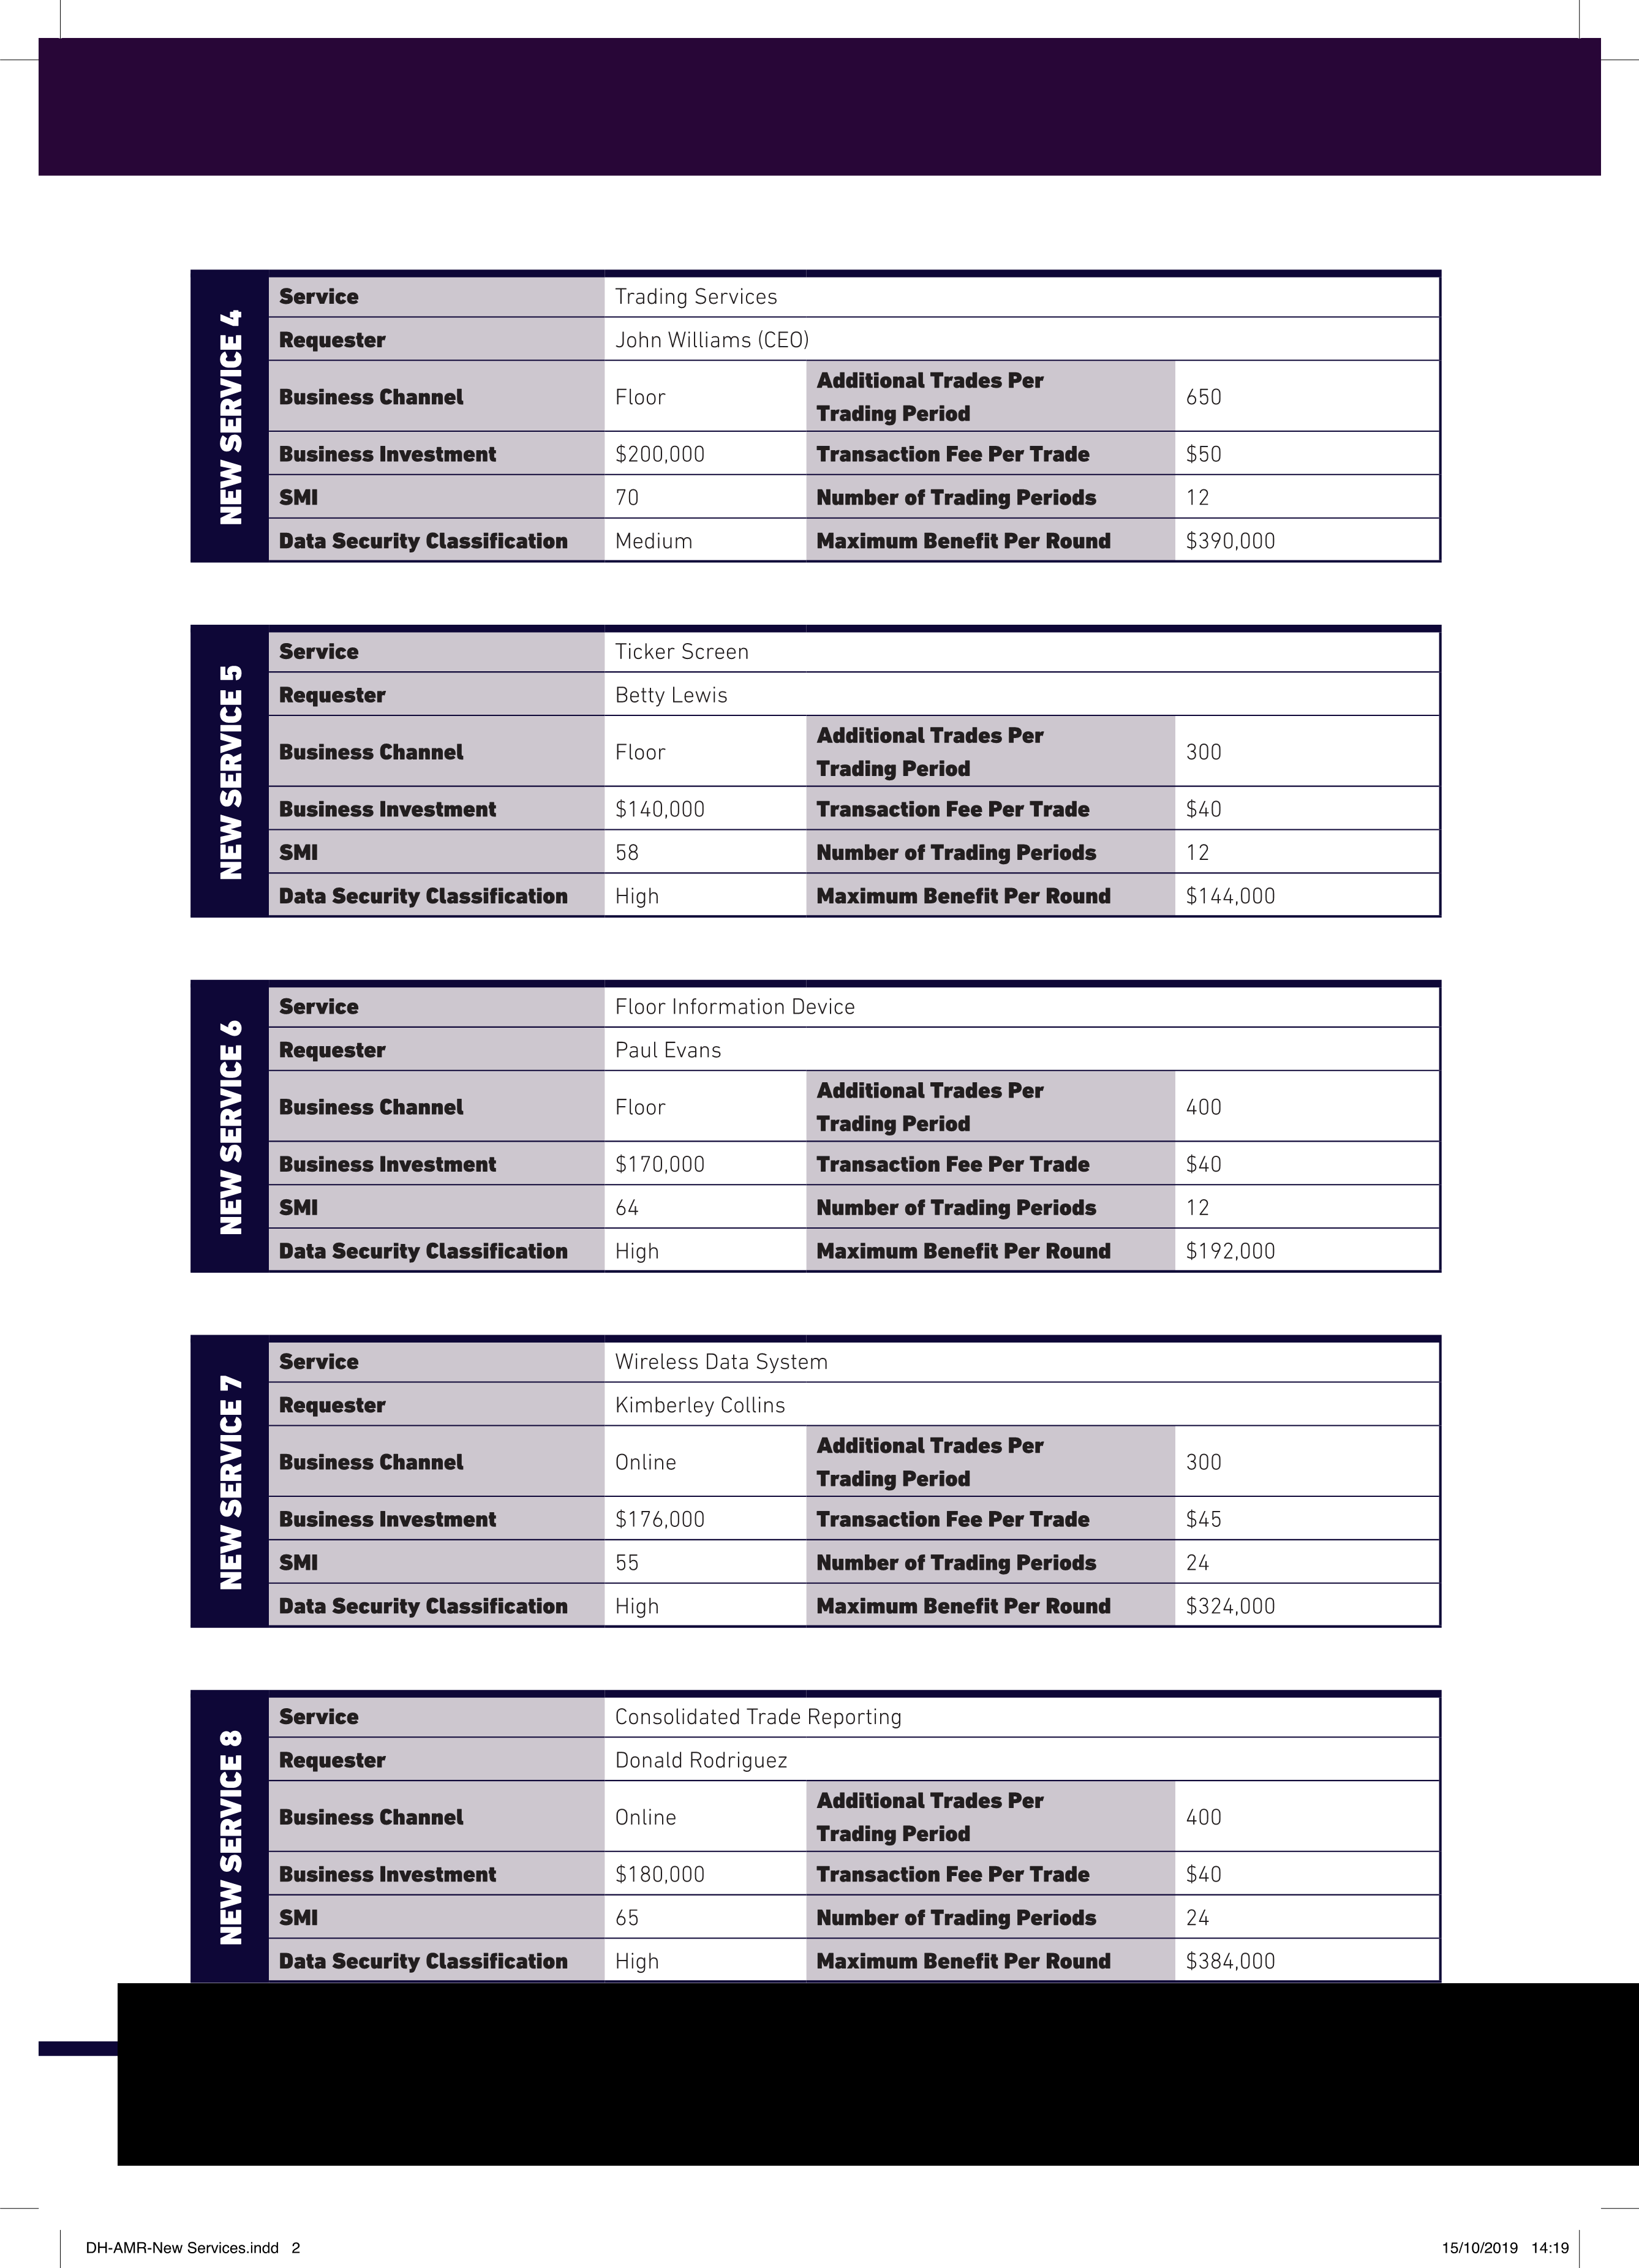 NEW SERVICE 4
Service Trading Services
Requester John Williams (CEO)
Business Channel Floor Additional Trades Per Trading Period 650
Business Investment $200,000 Transaction Fee Per Trade $50
SMI 70 Number of Trading Periods 12
Data Security Classification Medium Maximum Benefit Per Round $390,000
NEW SERVICE 5
Service Ticker Screen
Requester Betty Lewis
Business Channel Floor Additional Trades Per Trading Period 300
Business Investment $140,000 Transaction Fee Per Trade $40
SMI 58 Number of Trading Periods 12
Data Security Classification High Maximum Benefit Per Round $144,000
NEW SERVICE 6
Service Floor Information Device
Requester Paul Evans
Business Channel Floor Additional Trades Per Trading Period 400
Business Investment $170,000 Transaction Fee Per Trade $40
SMI 64 Number of Trading Periods 12
Data Security Classification High Maximum Benefit Per Round $192,000
NEW SERVICE 7
Service Wireless Data System
Requester Kimberley Collins
Business Channel Online Additional Trades Per Trading Period 300
Business Investment $176,000 Transaction Fee Per Trade $45
SMI 55 Number of Trading Periods 24
Data Security Classification High Maximum Benefit Per Round $324,000
NEW SERVICE 8
Service Consolidated Trade Reporting
Requester Donald Rodriguez
Business Channel Online Additional Trades Per Trading Period 400
Business Investment $180,000 Transaction Fee Per Trade $40
SMI 65 Number of Trading Periods 24
Data Security Classification High Maximum Benefit Per Round $384,000
DH-AMR-New Services.indd 2 15/10/2019 14:19